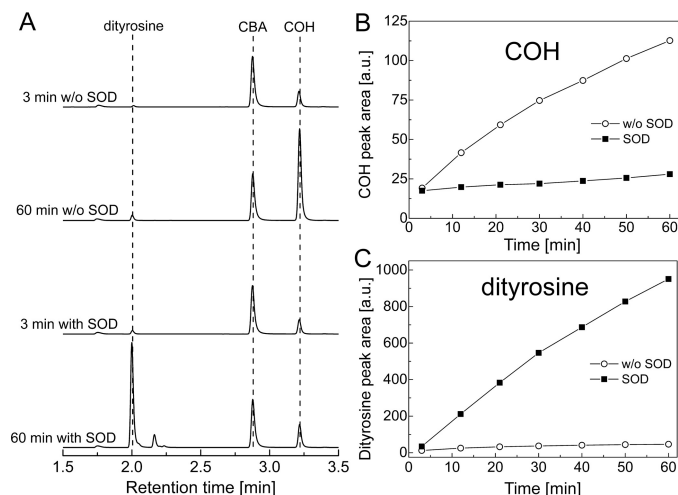 A
dityrosine
CBA
COH
3 min w/o SOD
60 min w/o SOD
3 min with SOD
60 min with SOD
1.5 2.0 2.5 3.0 3.5
Retention time [min]
B
COH
COH peak area [a.u.]
125
100
75
50
25
0
w/o SOD
SOD
0 10 20 30 40 50 60
Time [min]
C
dityrosine
Dityrosine peak area [a.u.]
1000
800
600
400
200
0
w/o SOD
SOD
0 10 20 30 40 50 60
Time [min]